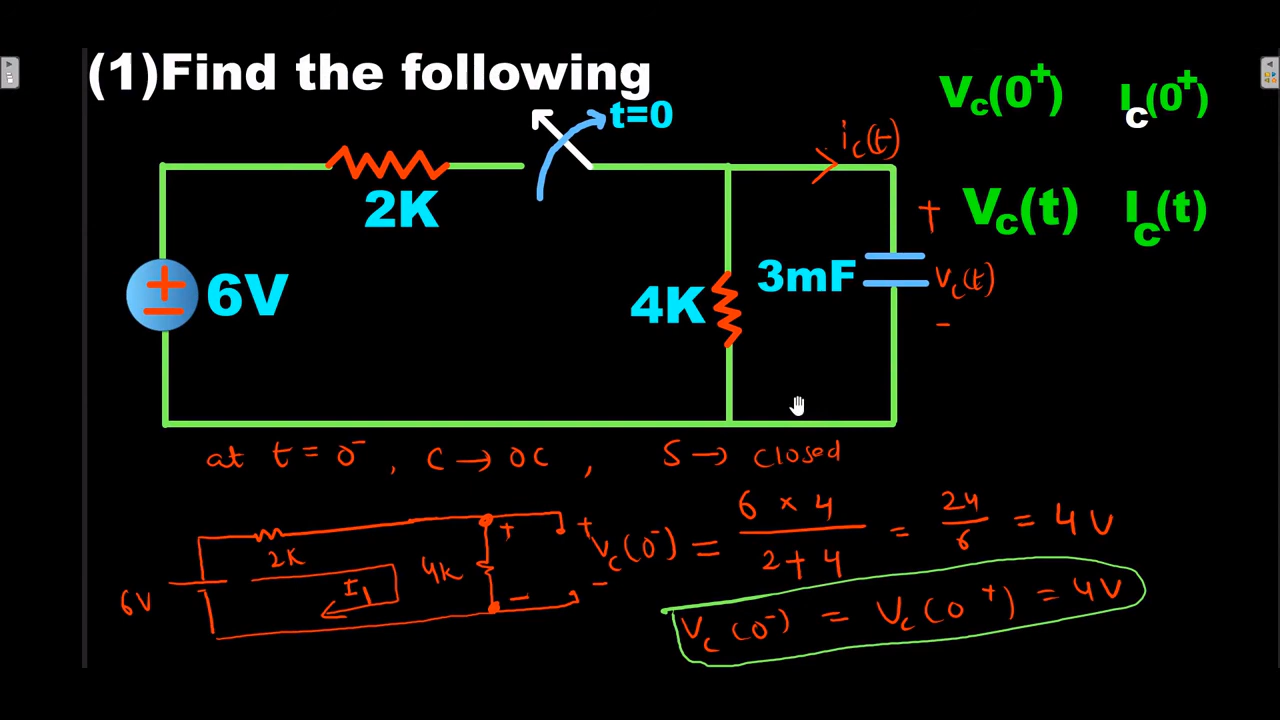 (1)Find the following
Vc(0⁺) Ic(0⁺)
t=0
ic(t)
2K
+ Vc(t) Ic(t)
6V
4K
3mF
Vc(t)
-
at t = 0⁻ , C → OC , S → closed
2K
6V
I₁
4K
+
-
+
-
Vc(0⁻) = 6 × 4 / 2 + 4 = 24 / 6 = 4V
Vc(0⁻) = Vc(0⁺) = 4V